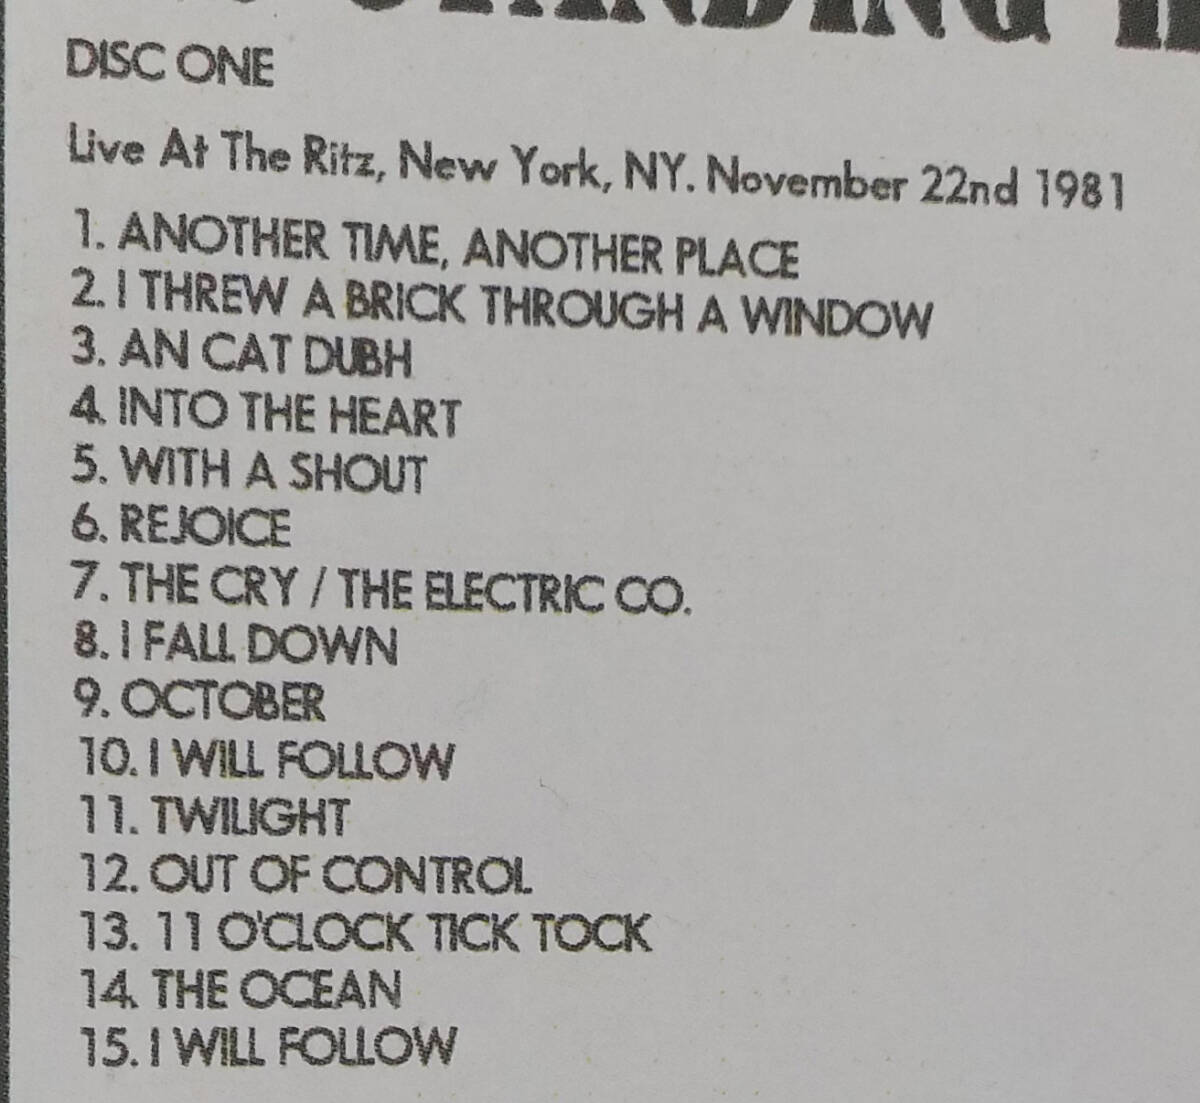 DISC ONE
Live At The Ritz, New York, NY. November 22nd 1981
1. ANOTHER TIME, ANOTHER PLACE
2. I THREW A BRICK THROUGH A WINDOW
3. AN CAT DUBH
4. INTO THE HEART
5. WITH A SHOUT
6. REJOICE
7. THE CRY / THE ELECTRIC CO.
8. I FALL DOWN
9. OCTOBER
10. I WILL FOLLOW
11. TWILIGHT
12. OUT OF CONTROL
13. 11 O'CLOCK TICK TOCK
14. THE OCEAN
15. I WILL FOLLOW